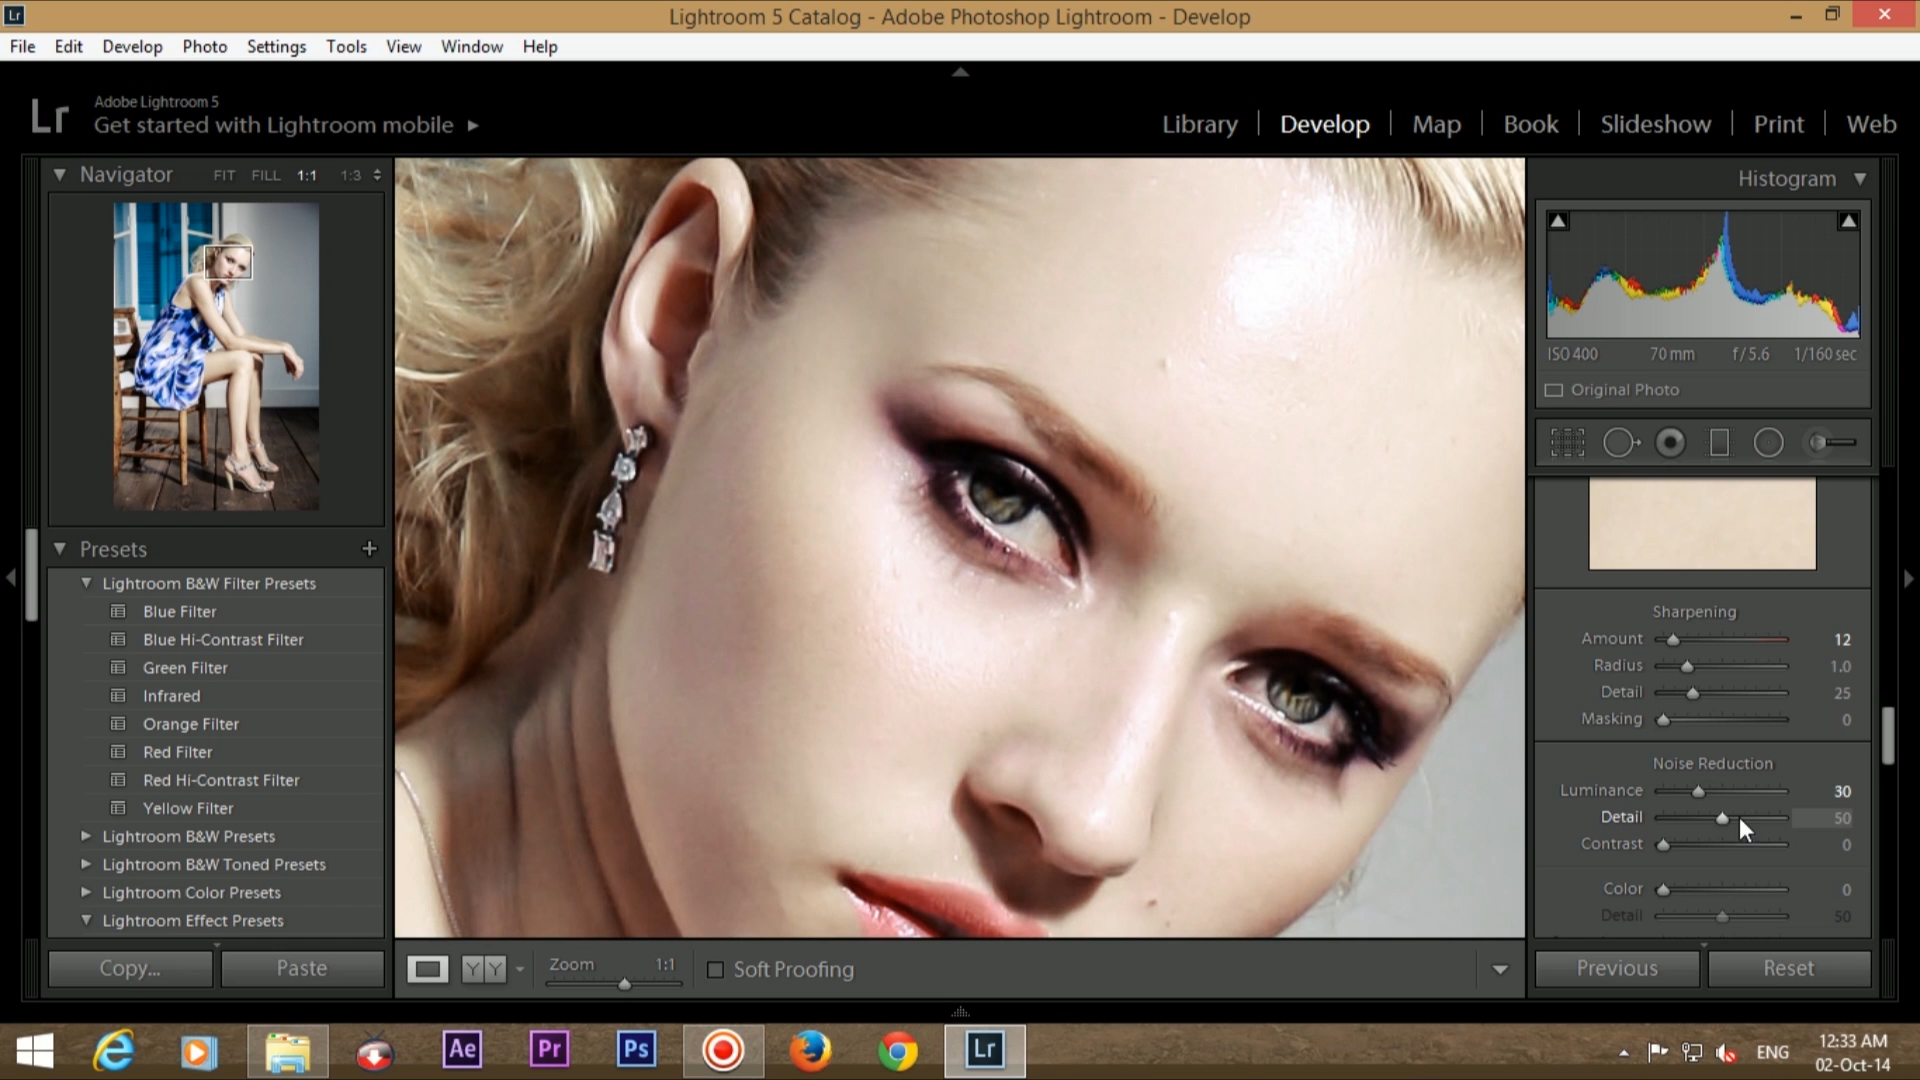 Lr
Lightroom 5 Catalog - Adobe Photoshop Lightroom - Develop
File Edit Develop Photo Settings Tools View Window Help
Lr
Adobe Lightroom 5
Get started with Lightroom mobile
Library Develop Map Book Slideshow Print Web
Navigator FIT FILL 1:1 1:3
Histogram
ISO 400 70 mm f / 5.6 1/160 sec
Original Photo
Presets +
Lightroom B&W Filter Presets
Blue Filter
Blue Hi-Contrast Filter
Green Filter
Infrared
Orange Filter
Red Filter
Red Hi-Contrast Filter
Yellow Filter
Lightroom B&W Presets
Lightroom B&W Toned Presets
Lightroom Color Presets
Lightroom Effect Presets
Sharpening
Amount 12
Radius 1.0
Detail 25
Masking 0
Noise Reduction
Luminance 30
Detail 50
Contrast 0
Color 0
Detail 50
Copy... Paste
YY
Zoom 1:1
Soft Proofing
Previous Reset
Ae Pr Ps Lr
ENG
12:33 AM
02-Oct-14